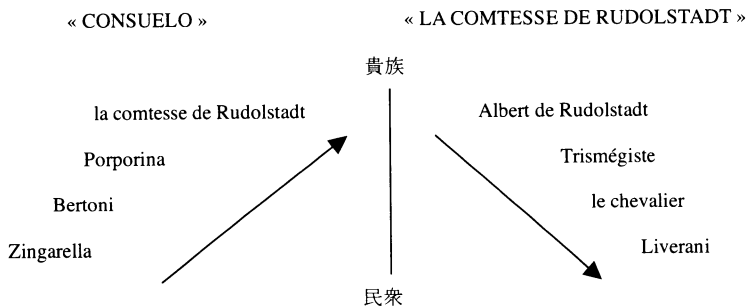 « CONSUELO »
« LA COMTESSE DE RUDOLSTADT »
貴族
la comtesse de Rudolstadt
Albert de Rudolstadt
Porporina
Trismégiste
Bertoni
le chevalier
Zingarella
Liverani
民衆